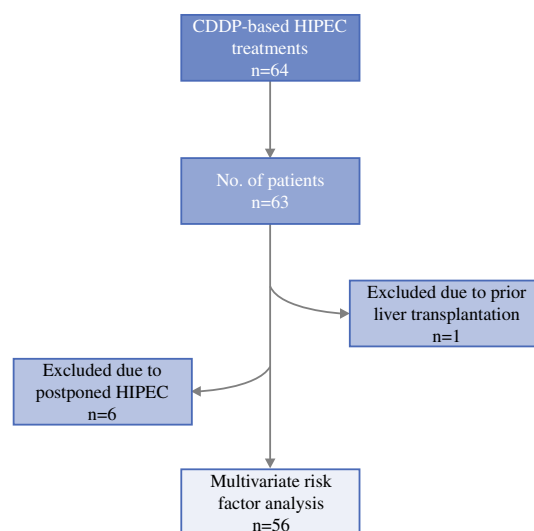 CDDP-based HIPEC
treatments
n=64
No. of patients
n=63
Excluded due to prior
liver transplantation
n=1
Excluded due to
postponed HIPEC
n=6
Multivariate risk
factor analysis
n=56